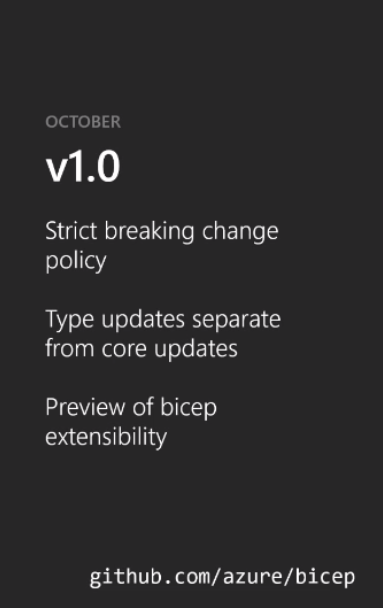 OCTOBER
v1.0
Strict breaking change
policy
Type updates separate
from core updates
Preview of bicep
extensibility
github.com/azure/bicep